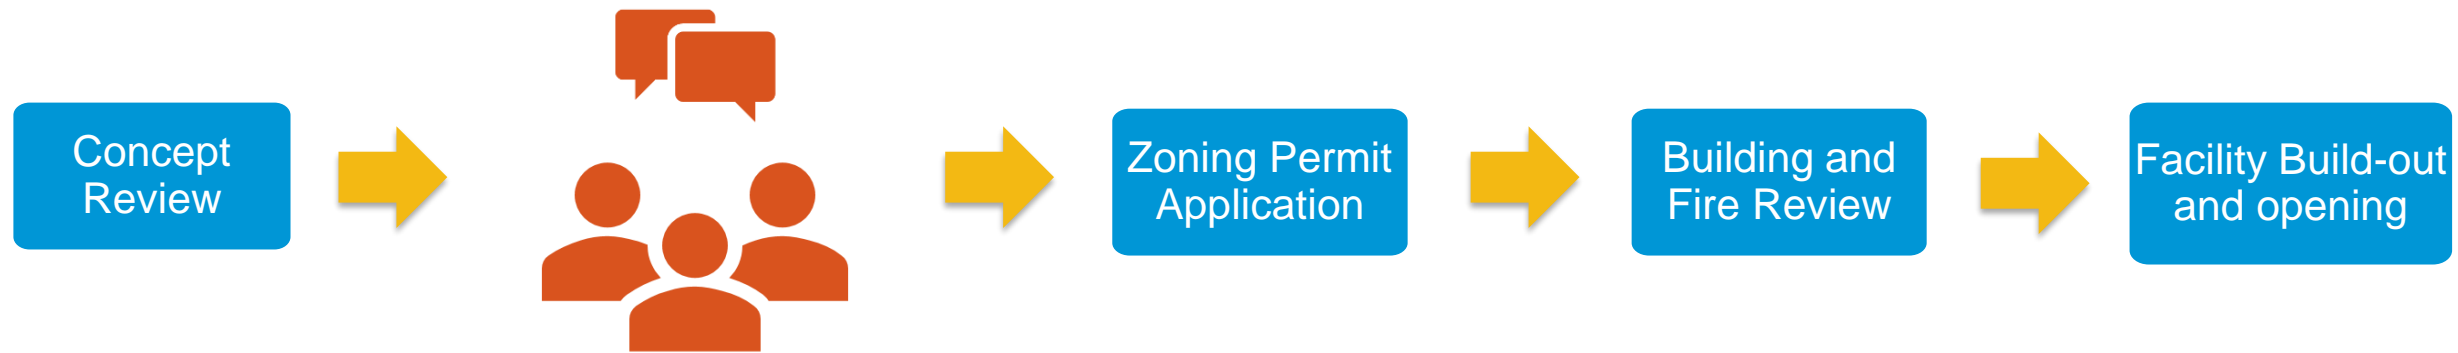 Concept
Review
Zoning Permit
Application
Building and
Fire Review
Facility Build-out
and opening